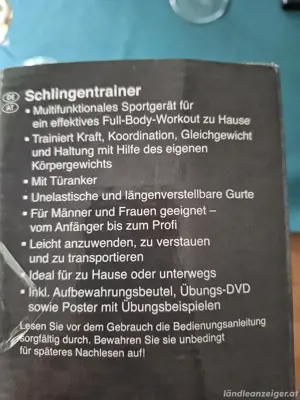 DE
AT
Schlingentrainer
• Multifunktionales Sportgerät für
ein effektives Full-Body-Workout zu Hause
• Trainiert Kraft, Koordination, Gleichgewicht
und Haltung mit Hilfe des eigenen
Körpergewichts
• Mit Türanker
• Unelastische und längenverstellbare Gurte
• Für Männer und Frauen geeignet –
vom Anfänger bis zum Profi
• Leicht anzuwenden, zu verstauen
und zu transportieren
• Ideal für zu Hause oder unterwegs
• Inkl. Aufbewahrungsbeutel, Übungs-DVD
sowie Poster mit Übungsbeispielen
Lesen Sie vor dem Gebrauch die Bedienungsanleitung
sorgfältig durch. Bewahren Sie sie unbedingt
für späteres Nachlesen auf!
ländleanzeiger.at